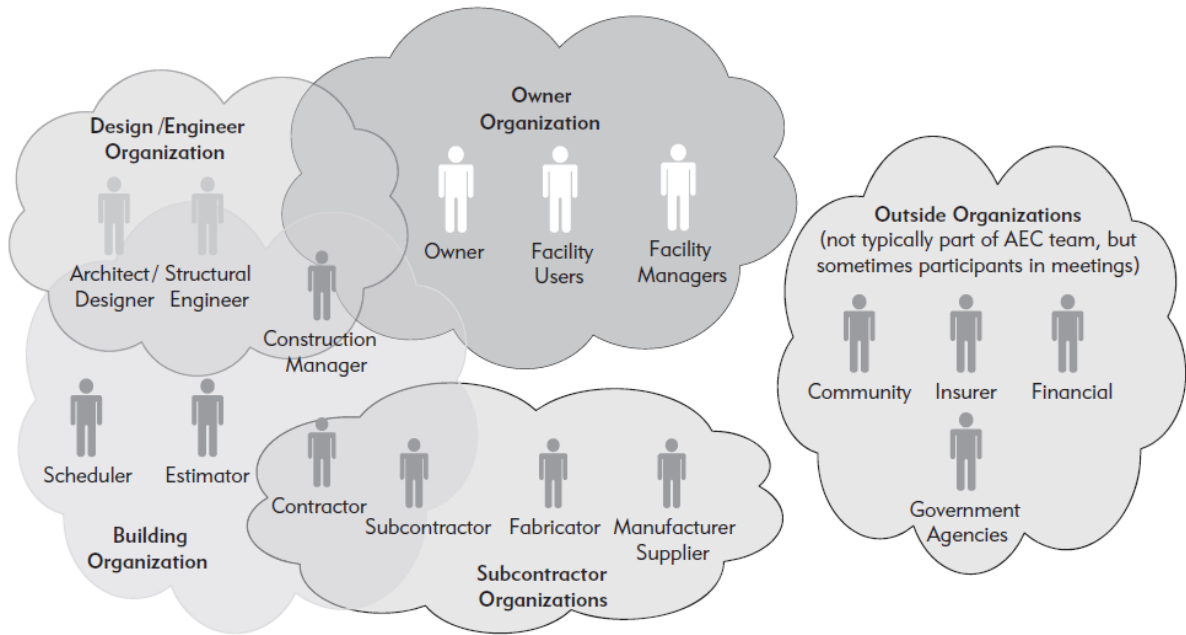 Design /Engineer
Organization
Architect/
Designer
Structural
Engineer
Construction
Manager
Owner
Organization
Owner
Facility
Users
Facility
Managers
Scheduler
Estimator
Building
Organization
Contractor
Subcontractor
Fabricator
Manufacturer
Supplier
Subcontractor
Organizations
Outside Organizations
(not typically part of AEC team, but
sometimes participants in meetings)
Community
Insurer
Financial
Government
Agencies